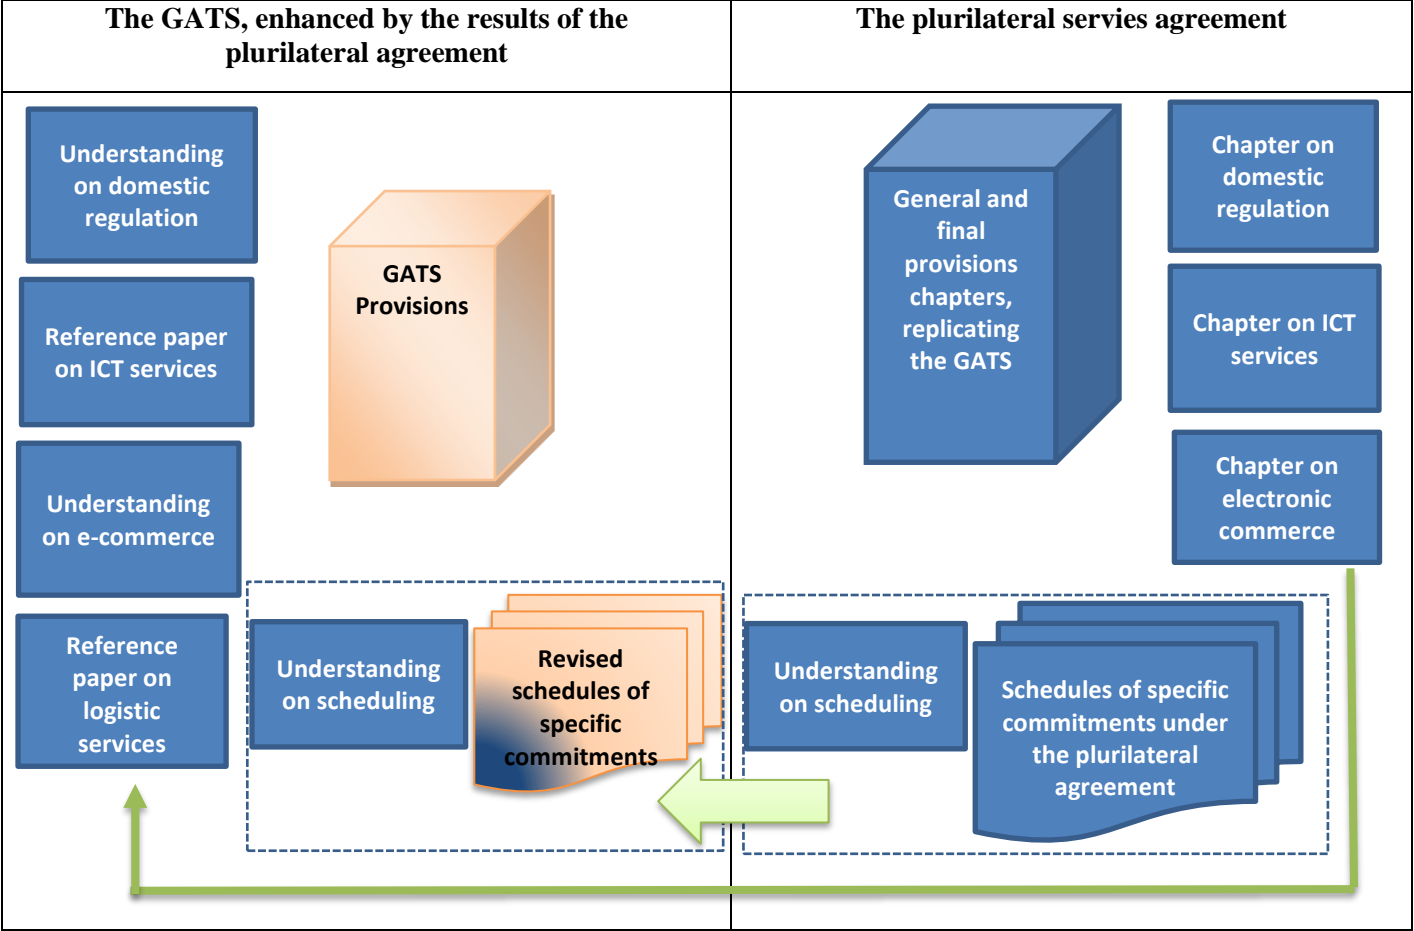 The GATS, enhanced by the results of the
plurilateral agreement
The plurilateral servies agreement
Understanding
on domestic
regulation
Reference paper
on ICT services
Understanding
on e-commerce
Reference
paper on
logistic
services
GATS
Provisions
Understanding
on scheduling
Revised
schedules of
specific
commitments
General and
final
provisions
chapters,
replicating
the GATS
Chapter on
domestic
regulation
Chapter on ICT
services
Chapter on
electronic
commerce
Understanding
on scheduling
Schedules of specific
commitments under
the plurilateral
agreement